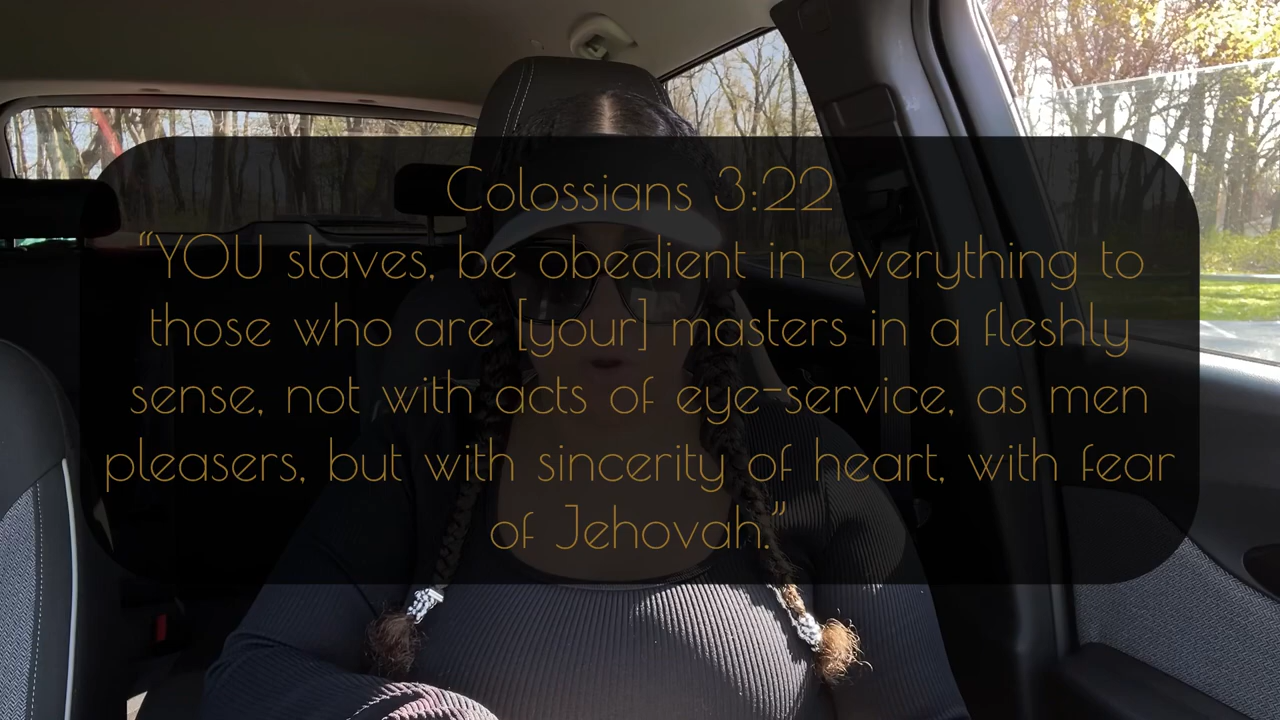 Colossians 3:22
“YOU slaves, be obedient in everything to
those who are [your] masters in a fleshly
sense, not with acts of eye-service, as men
pleasers, but with sincerity of heart, with fear
of Jehovah.”